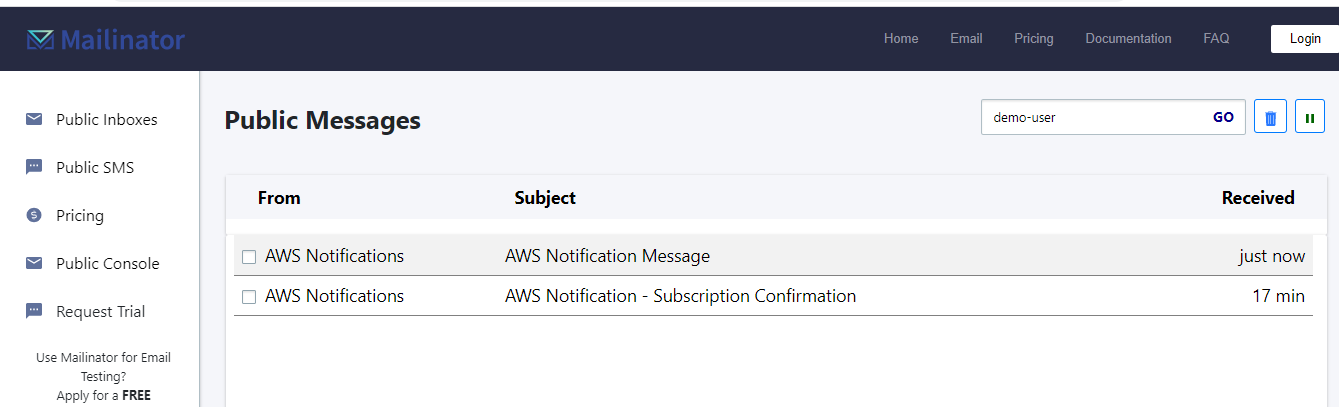 Mailinator
Home Email Pricing Documentation FAQ Login
Public Inboxes
Public SMS
Pricing
Public Console
Request Trial
Use Mailinator for Email
Testing?
Apply for a FREE
Public Messages
demo-user GO
From Subject Received
AWS Notifications AWS Notification Message just now
AWS Notifications AWS Notification - Subscription Confirmation 17 min